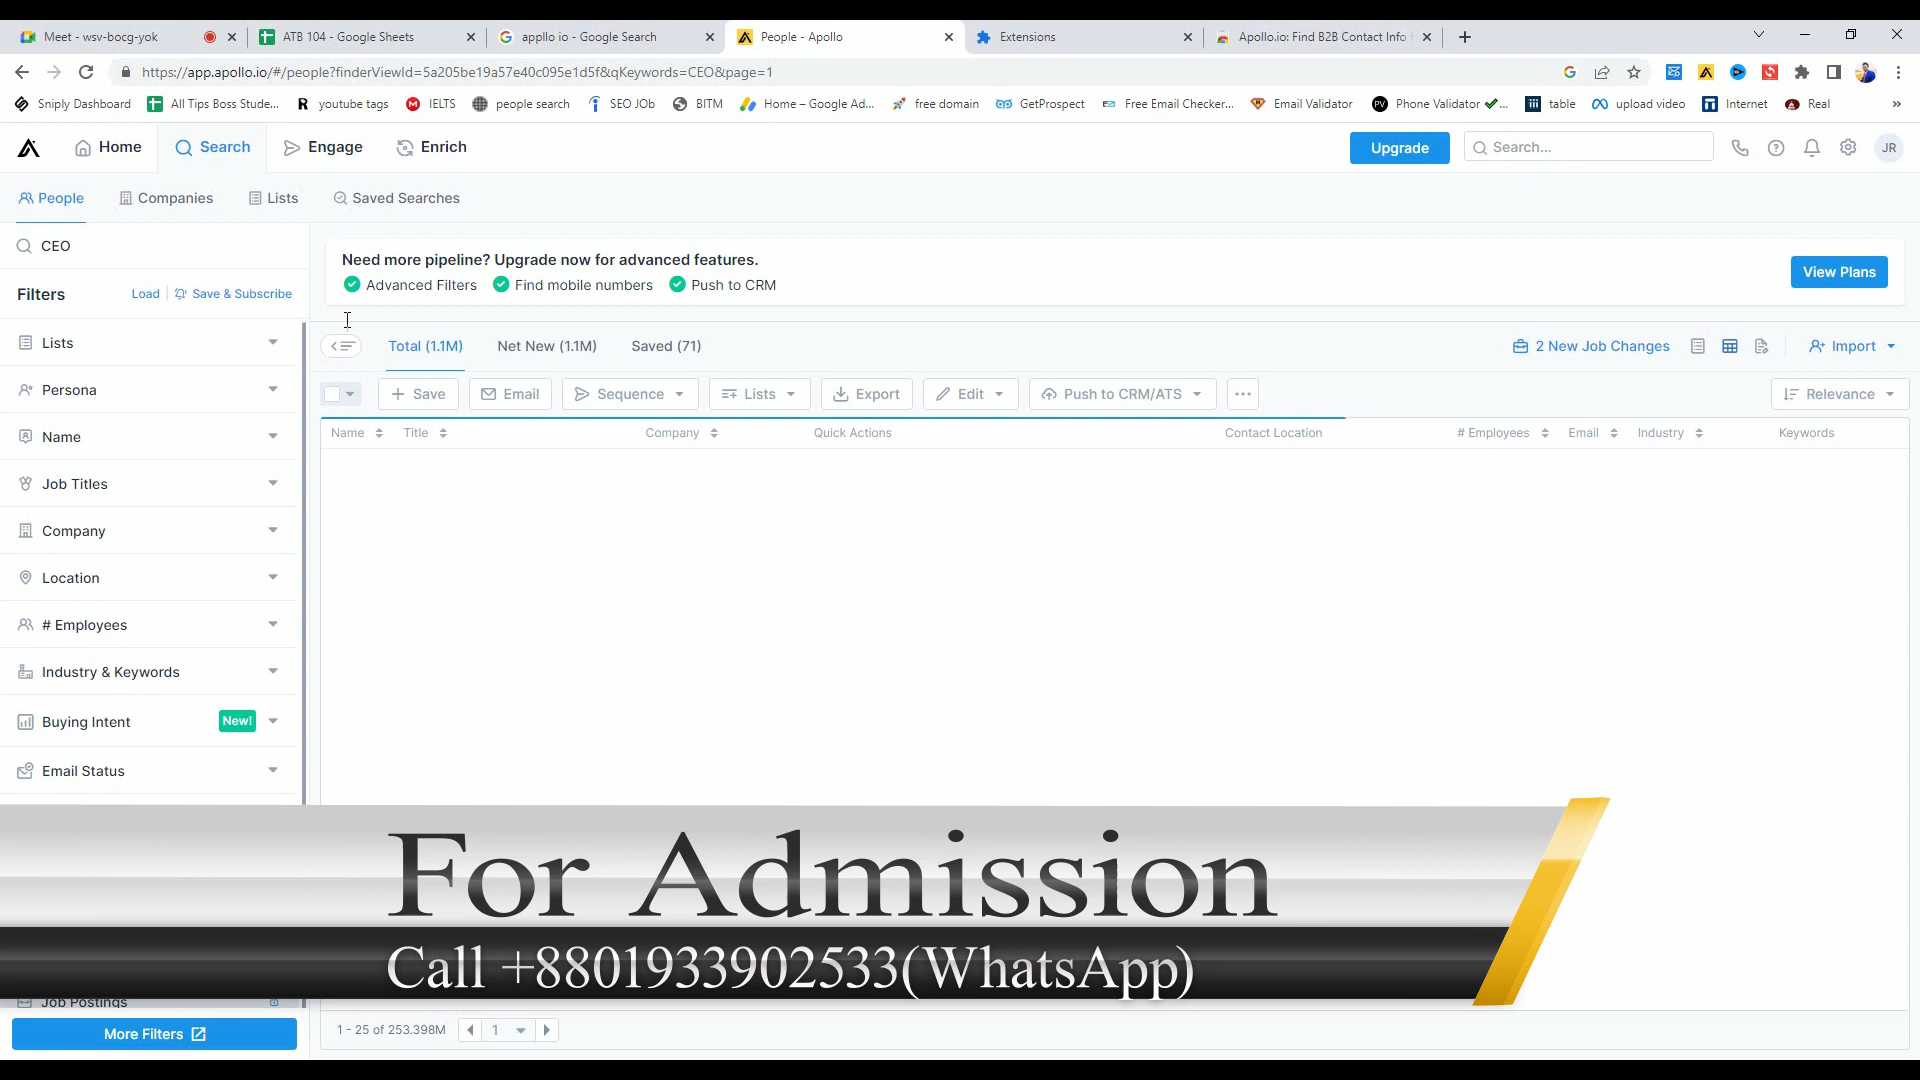 Meet - wsv-bocg-yok
ATB 104 - Google Sheets
appllo io - Google Search
People - Apollo
Extensions
Apollo.io: Find B2B Contact Info
https://app.apollo.io/#/people?finderViewId=5a205be19a57e40c095e1d5f&qKeywords=CEO&page=1
Sniply Dashboard
All Tips Boss Stude...
youtube tags
IELTS
people search
SEO JOb
BITM
Home – Google Ad...
free domain
GetProspect
Free Email Checker...
Email Validator
Phone Validator ✔...
table
upload video
Internet
Real
Home
Search
Engage
Enrich
Upgrade
Search...
JR
People
Companies
Lists
Saved Searches
CEO
Need more pipeline? Upgrade now for advanced features.
Advanced Filters
Find mobile numbers
Push to CRM
View Plans
Filters
Load
Save & Subscribe
Lists
Persona
Name
Job Titles
Company
Location
# Employees
Industry & Keywords
Buying Intent
New!
Email Status
Job Postings
More Filters
Total (1.1M)
Net New (1.1M)
Saved (71)
2 New Job Changes
Import
Save
Email
Sequence
Lists
Export
Edit
Push to CRM/ATS
Relevance
Name
Title
Company
Quick Actions
Contact Location
# Employees
Email
Industry
Keywords
For Admission
Call +8801933902533(WhatsApp)
1 - 25 of 253.398M
1